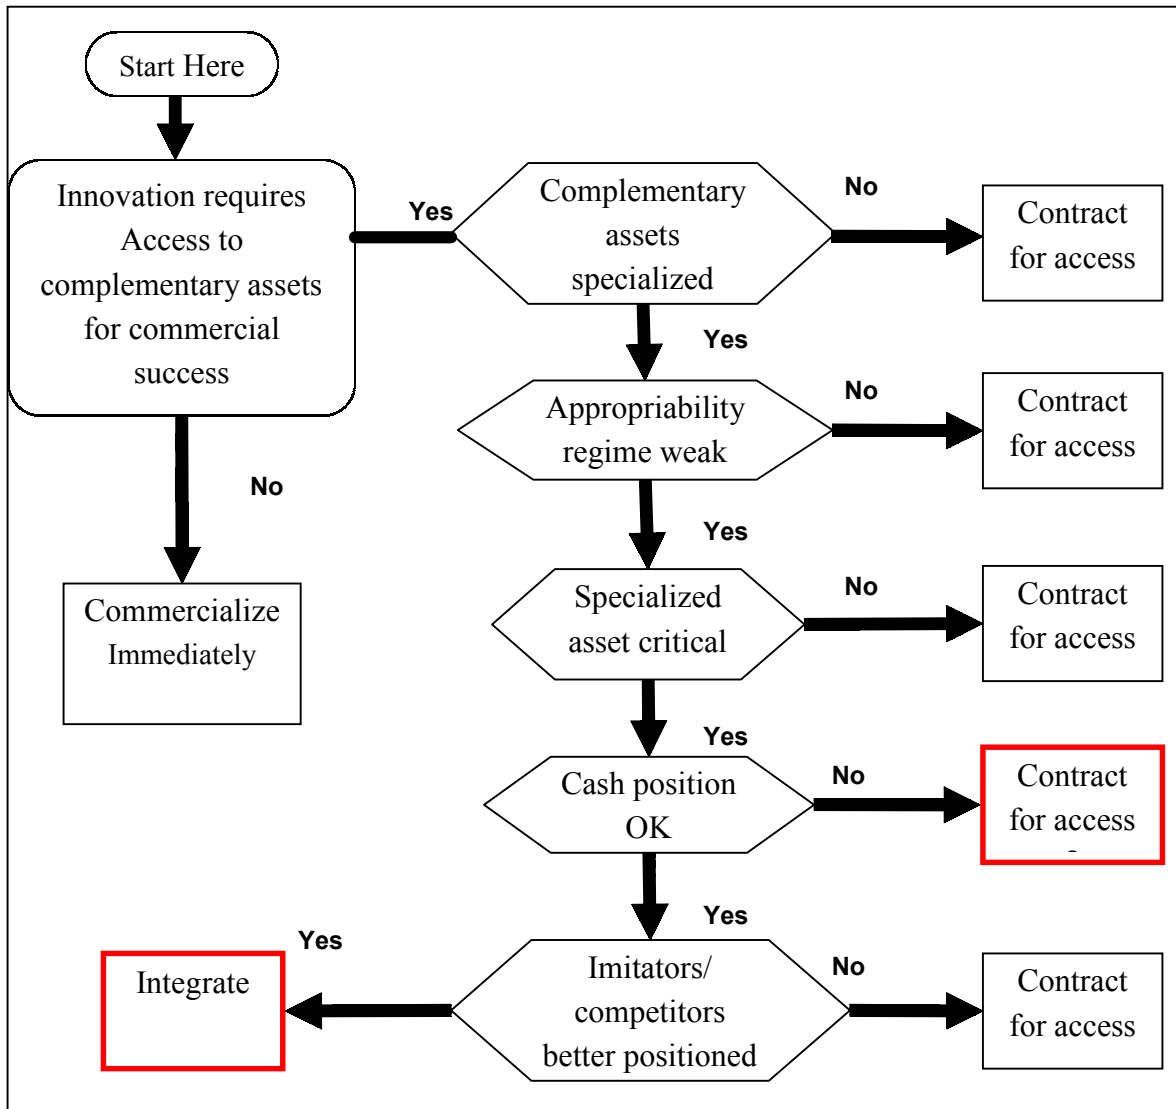 Start Here
Innovation requires
Access to
complementary assets
for commercial
success
Yes
Complementary
assets
specialized
No
Contract
for access
Yes
Appropriability
regime weak
No
Contract
for access
No
Commercialize
Immediately
Yes
Specialized
asset critical
No
Contract
for access
Yes
Cash position
OK
No
Contract
for access
Yes
Imitators/
competitors
better positioned
Yes
Integrate
No
Contract
for access